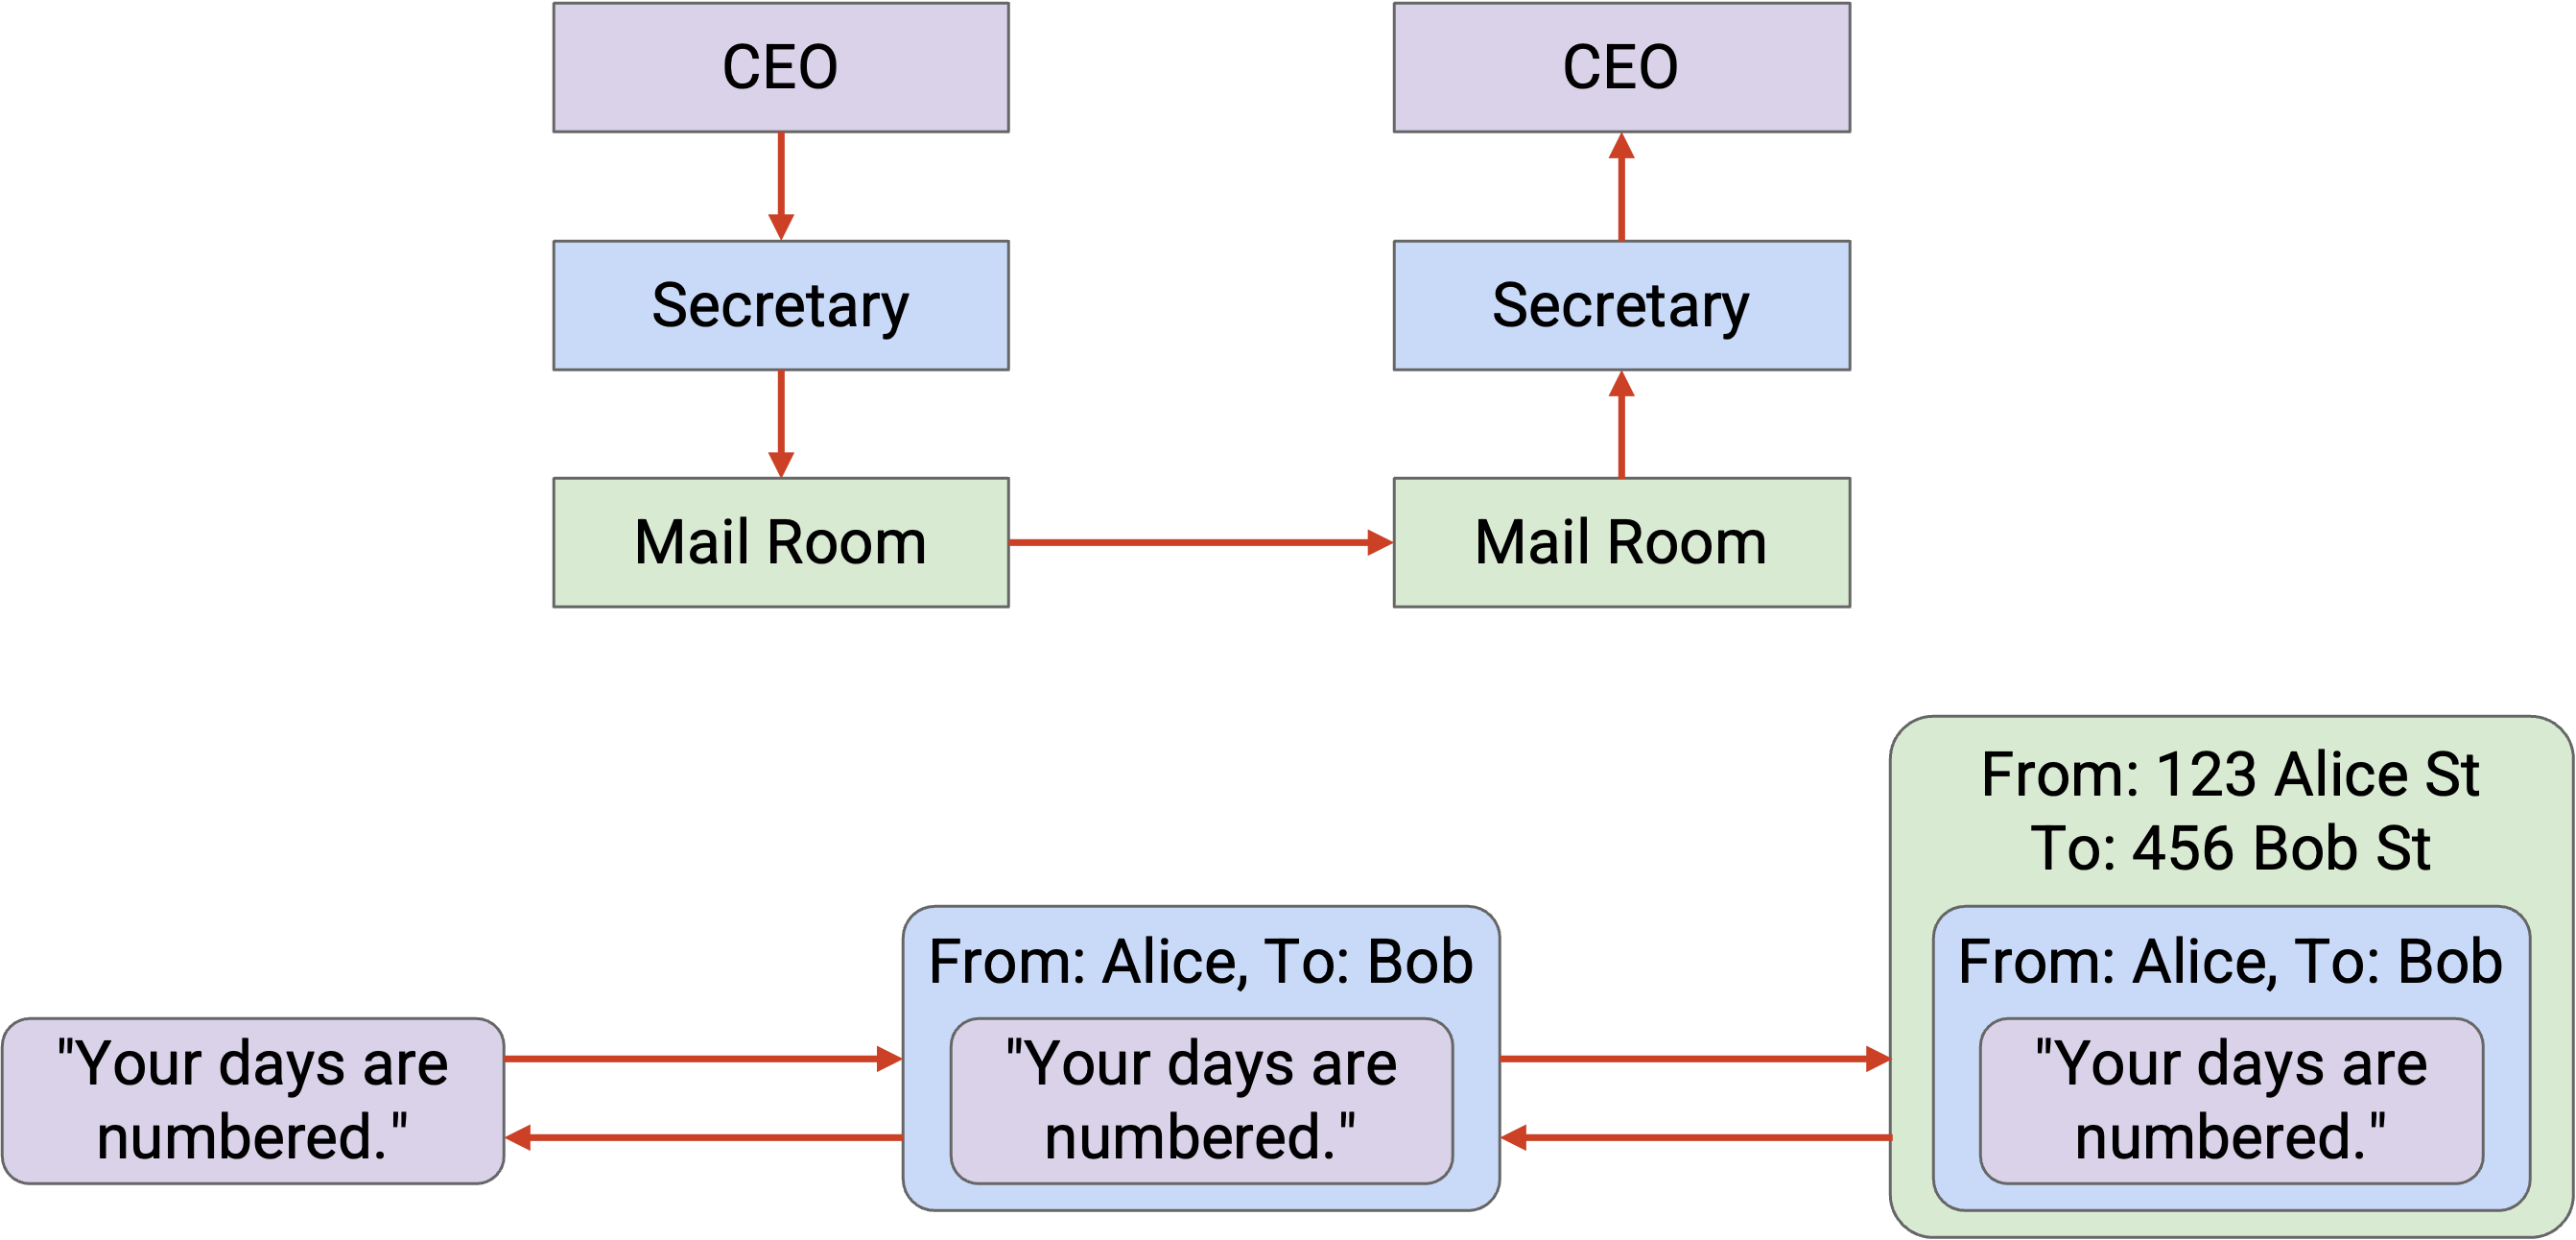 CEO
CEO
Secretary
Secretary
Mail Room
Mail Room
"Your days are
numbered."
From: Alice, To: Bob
"Your days are
numbered."
From: 123 Alice St
To: 456 Bob St
From: Alice, To: Bob
"Your days are
numbered."